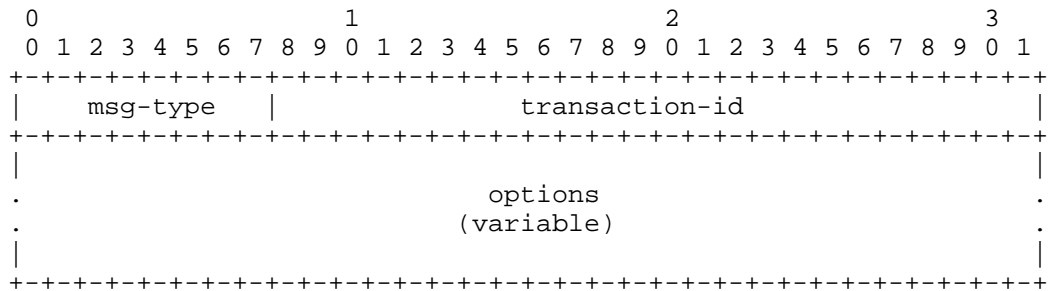 0                   1                   2                   3
 0 1 2 3 4 5 6 7 8 9 0 1 2 3 4 5 6 7 8 9 0 1 2 3 4 5 6 7 8 9 0 1
+-+-+-+-+-+-+-+-+-+-+-+-+-+-+-+-+-+-+-+-+-+-+-+-+-+-+-+-+-+-+-+-+
|    msg-type   |               transaction-id                  |
+-+-+-+-+-+-+-+-+-+-+-+-+-+-+-+-+-+-+-+-+-+-+-+-+-+-+-+-+-+-+-+-+
|                                                               |
.                            options                            .
.                           (variable)                          .
|                                                               |
+-+-+-+-+-+-+-+-+-+-+-+-+-+-+-+-+-+-+-+-+-+-+-+-+-+-+-+-+-+-+-+-+